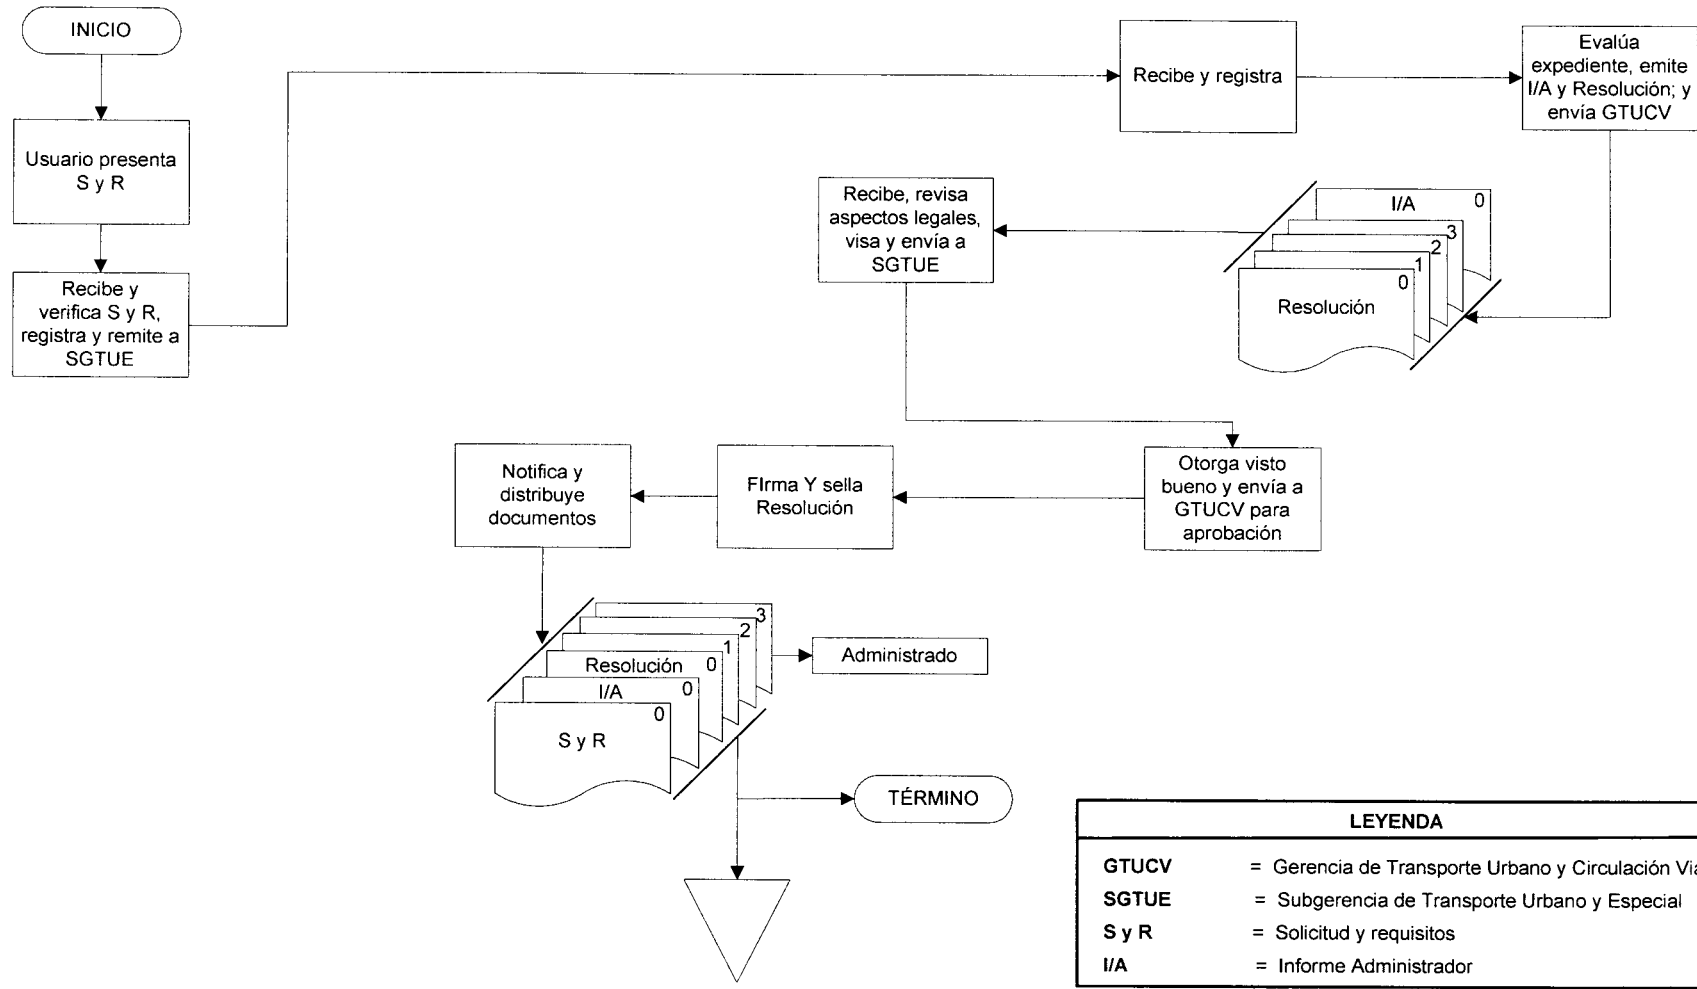 INICIO
Usuario presenta
S y R
Recibe y
verifica S y R,
registra y remite a
SGTUE
Recibe y registra
Evalúa
expediente, emite
I/A y Resolución; y
envía GTUCV
I/A
0
3
2
1
0
Resolución
Recibe, revisa
aspectos legales,
visa y envía a
SGTUE
Otorga visto
bueno y envía a
GTUCV para
aprobación
FIrma Y sella
Resolución
Notifica y
distribuye
documentos
3
2
1
Resolución 0
I/A 0
0
S y R
Administrado
TÉRMINO
LEYENDA
GTUCV = Gerencia de Transporte Urbano y Circulación Via
SGTUE = Subgerencia de Transporte Urbano y Especial
S y R = Solicitud y requisitos
I/A = Informe Administrador